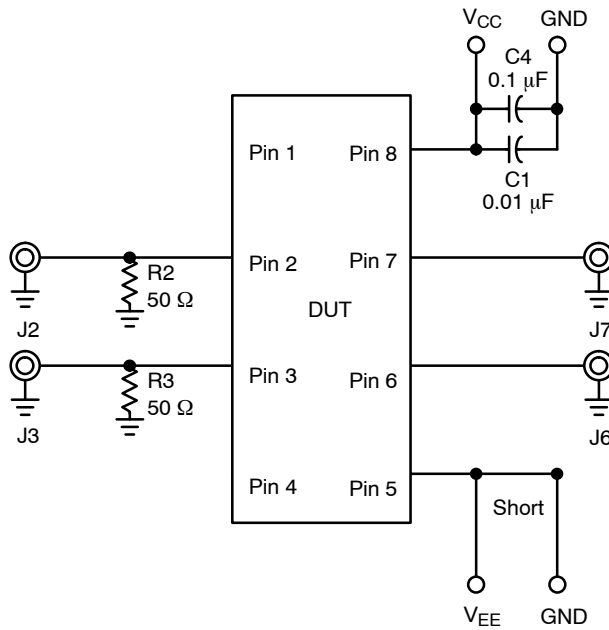 V_CC GND
C4
0.1 μF
Pin 1 Pin 8
C1
0.01 μF
Pin 2 Pin 7
R2
50 Ω
DUT
J2 J7
Pin 3 Pin 6
R3
50 Ω
J3 J6
Pin 4 Pin 5
Short
V_EE GND